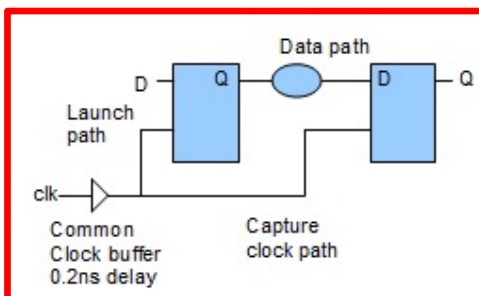 Data path
D
Q
D
Q
Launch
path
clk
Common
Clock buffer
0.2ns delay
Capture
clock path